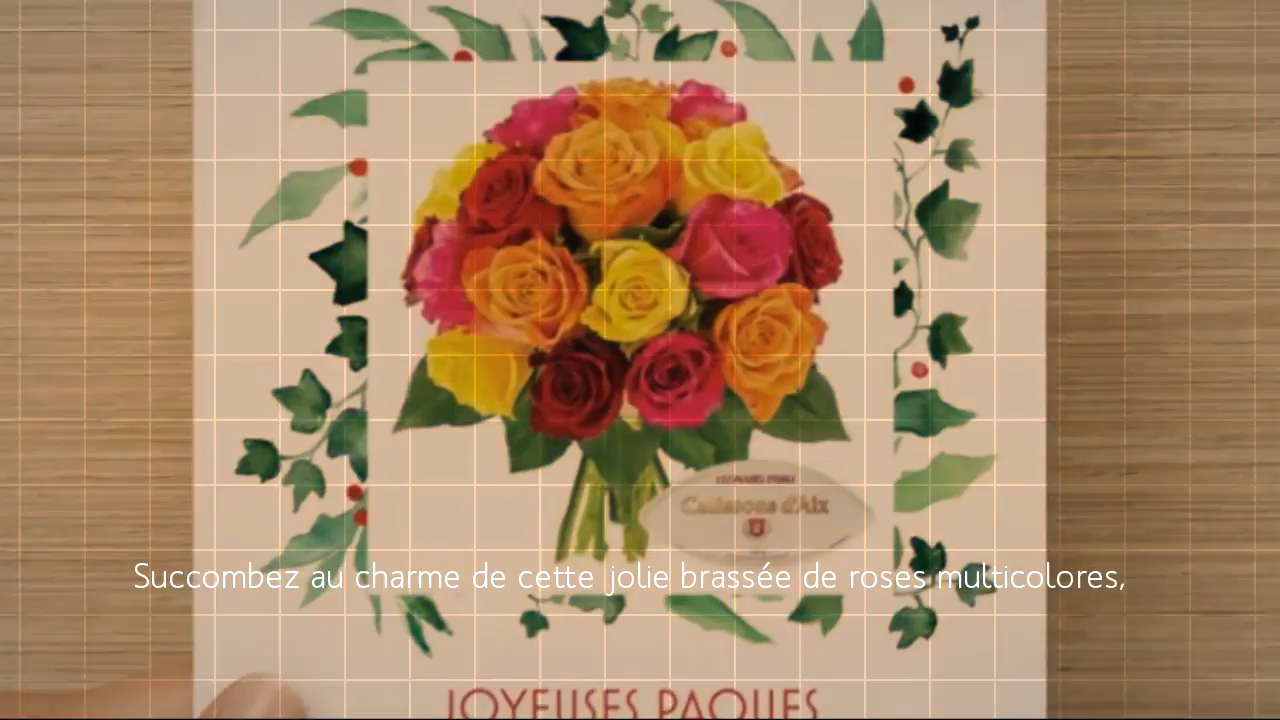 Calissons d'Aix
Succombez au charme de cette jolie brassée de roses multicolores,
JOYEUSES PAQUES